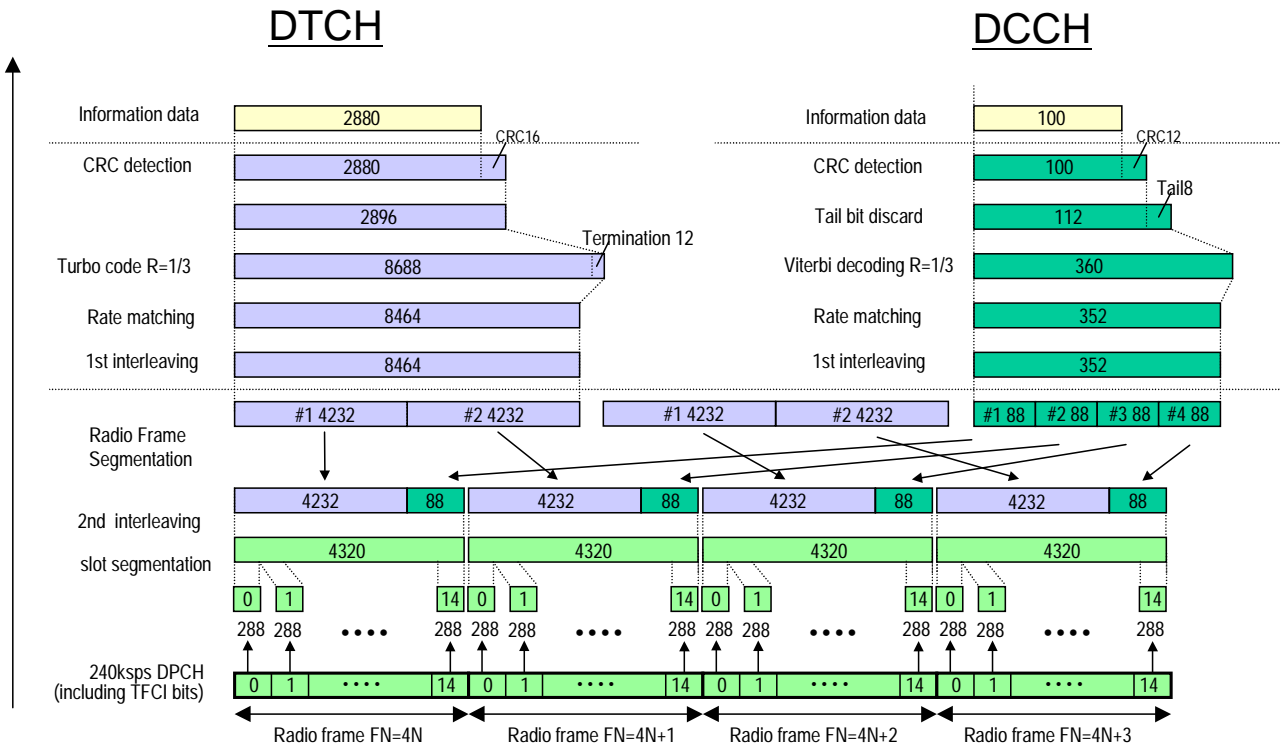 DTCH DCCH
Information data 2880 Information data 100
CRC16 CRC12
CRC detection 2880 CRC detection 100
Tail8
2896 Tail bit discard 112
Termination 12
Turbo code R=1/3 8688 Viterbi decoding R=1/3 360
Rate matching 8464 Rate matching 352
1st interleaving 8464 1st interleaving 352
#1 4232 #2 4232 #1 4232 #2 4232 #1 88 #2 88 #3 88 #4 88
Radio Frame
Segmentation
4232 88 4232 88 4232 88 4232 88
2nd interleaving
4320 4320 4320 4320
slot segmentation
0 1 14 0 1 14 0 1 14 0 1 14
288 288 •••• 288 288 288 •••• 288 288 288 •••• 288 288 288 •••• 288
240ksps DPCH
(including TFCI bits)
0 1 •••• 14 0 1 •••• 14 0 1 •••• 14 0 1 •••• 14
Radio frame FN=4N Radio frame FN=4N+1 Radio frame FN=4N+2 Radio frame FN=4N+3